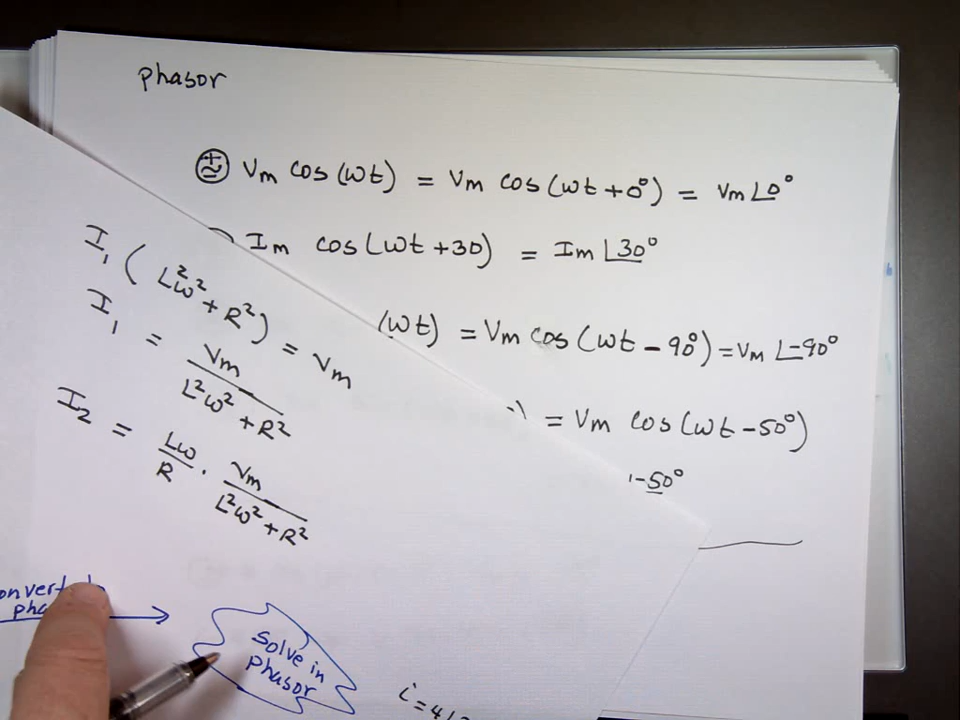 phasor
Vm cos(ωt) = Vm cos(ωt+0°) = Vm∠0°
Im cos(ωt+30) = Im∠30°
(ωt) = Vm cos(ωt-90°) = Vm∠-90°
= Vm cos(ωt-50°)
-50°
I₁(L²ω²+R²) = Vm
I₁ = Vm/(L²ω²+R²)
I₂ = Lω/R · Vm/(L²ω²+R²)
Solve in
phasor